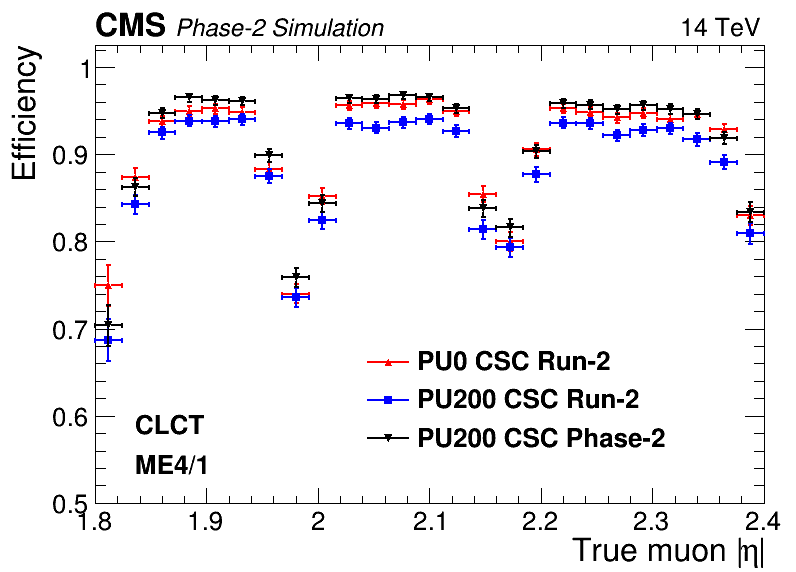 CMS Phase-2 Simulation 14 TeV
Efficiency
1
0.9
0.8
0.7
0.6
0.5
PU0 CSC Run-2
PU200 CSC Run-2
PU200 CSC Phase-2
CLCT
ME4/1
1.8 1.9 2 2.1 2.2 2.3 2.4
True muon |η|